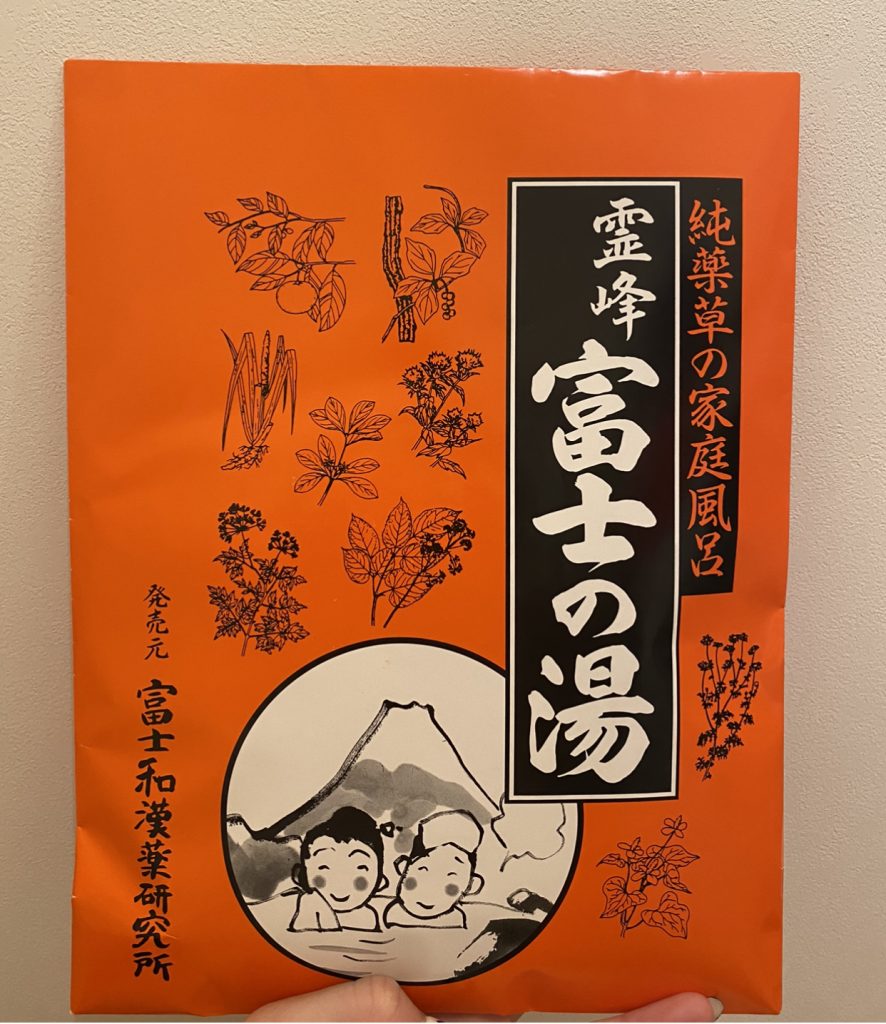 純薬草の家庭風呂
霊峰 富士の湯
発売元 富士和漢薬研究所